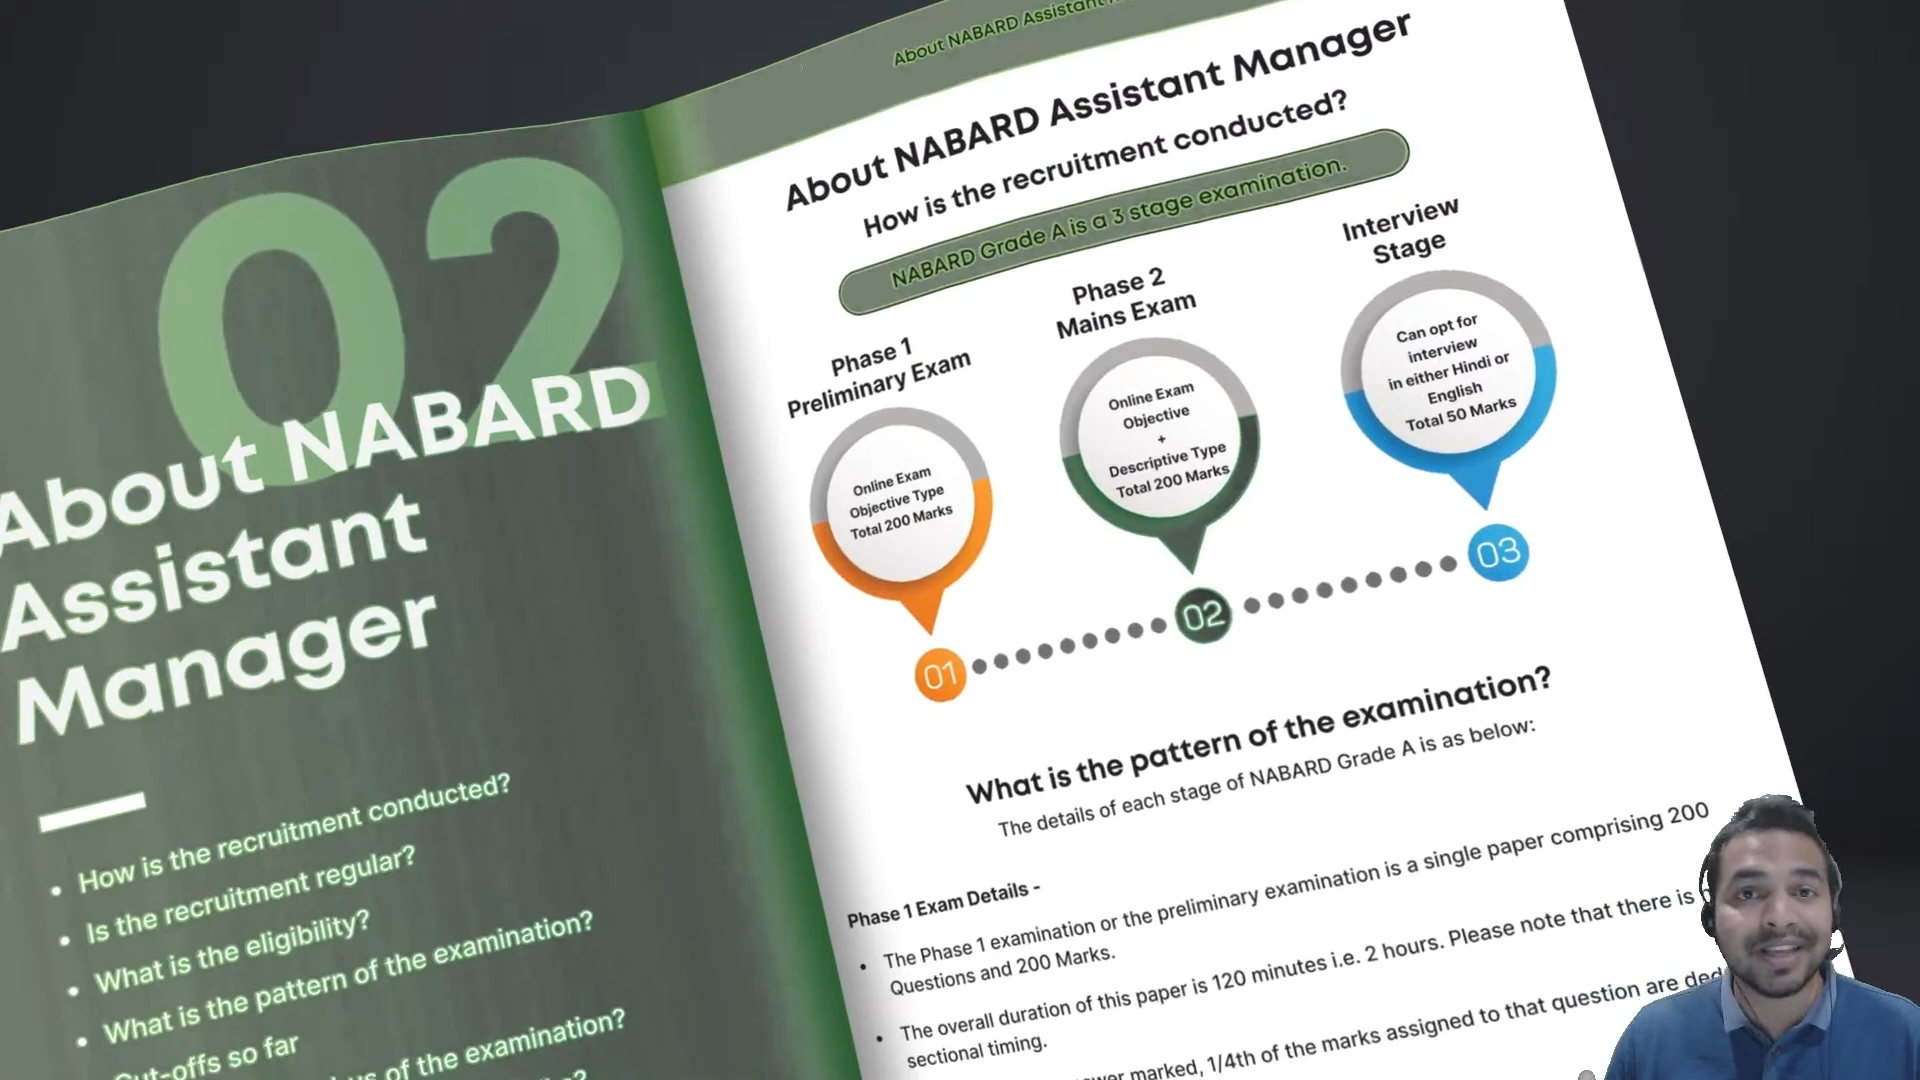 02
About NABARD
Assistant
Manager
• How is the recruitment conducted?
• Is the recruitment regular?
• What is the eligibility?
• What is the pattern of the examination?
Cut-offs so far
of the examination?
About NABARD Assistant
About NABARD Assistant Manager
How is the recruitment conducted?
NABARD Grade A is a 3 stage examination.
Phase 1
Preliminary Exam
Online Exam
Objective Type
Total 200 Marks
01
Phase 2
Mains Exam
Online Exam
Objective
+
Descriptive Type
Total 200 Marks
02
Interview
Stage
Can opt for
interview
in either Hindi or
English
Total 50 Marks
03
What is the pattern of the examination?
The details of each stage of NABARD Grade A is as below:
Phase 1 Exam Details -
• The Phase 1 examination or the preliminary examination is a single paper comprising 200
Questions and 200 Marks.
• The overall duration of this paper is 120 minutes i.e. 2 hours. Please note that there is
sectional timing.
marked, 1/4th of the marks assigned to that question are